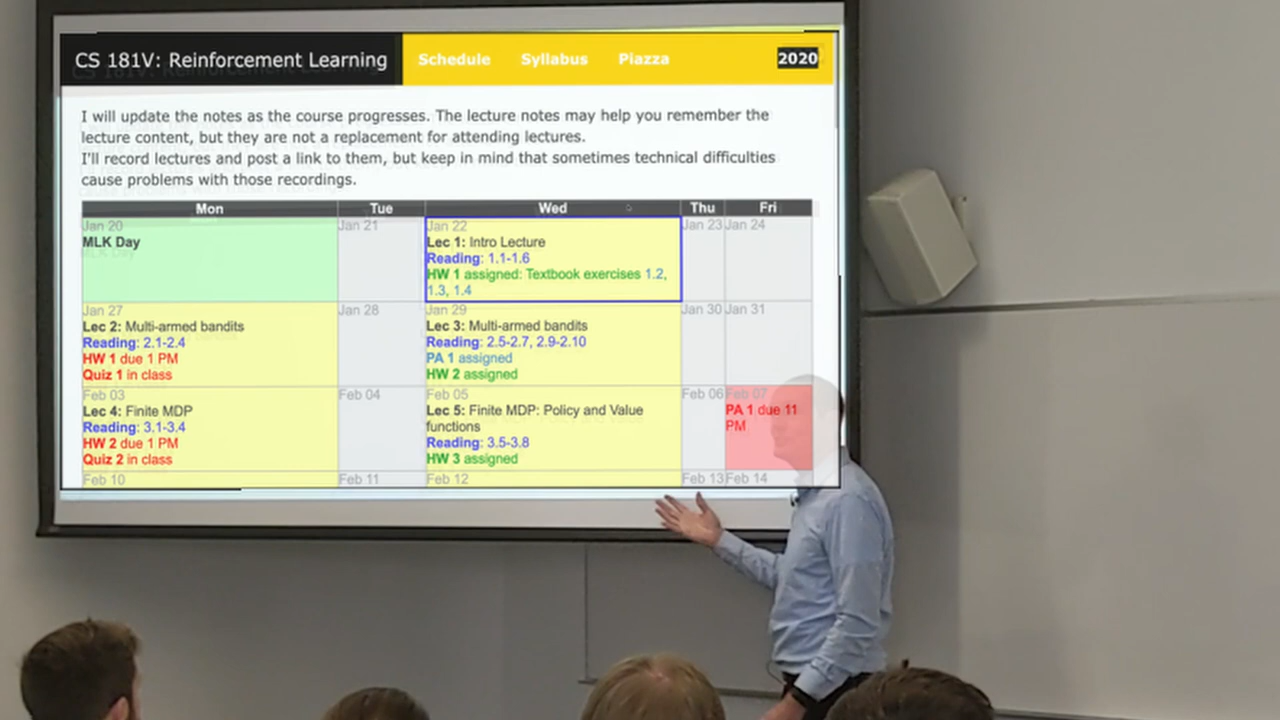 CS 181V: Reinforcement Learning Schedule Syllabus Piazza 2020
I will update the notes as the course progresses. The lecture notes may help you remember the
lecture content, but they are not a replacement for attending lectures.
I'll record lectures and post a link to them, but keep in mind that sometimes technical difficulties
cause problems with those recordings.
Mon Tue Wed Thu Fri
Jan 20
MLK Day
Jan 21
Jan 22
Lec 1: Intro Lecture
Reading: 1.1-1.6
HW 1 assigned: Textbook exercises 1.2,
1.3, 1.4
Jan 23
Jan 24
Jan 27
Lec 2: Multi-armed bandits
Reading: 2.1-2.4
HW 1 due 1 PM
Quiz 1 in class
Jan 28
Jan 29
Lec 3: Multi-armed bandits
Reading: 2.5-2.7, 2.9-2.10
PA 1 assigned
HW 2 assigned
Jan 30
Jan 31
Feb 03
Lec 4: Finite MDP
Reading: 3.1-3.4
HW 2 due 1 PM
Quiz 2 in class
Feb 04
Feb 05
Lec 5: Finite MDP: Policy and Value
functions
Reading: 3.5-3.8
HW 3 assigned
Feb 06
Feb 07
PA 1 due 11
PM
Feb 10
Feb 11
Feb 12
Feb 13
Feb 14